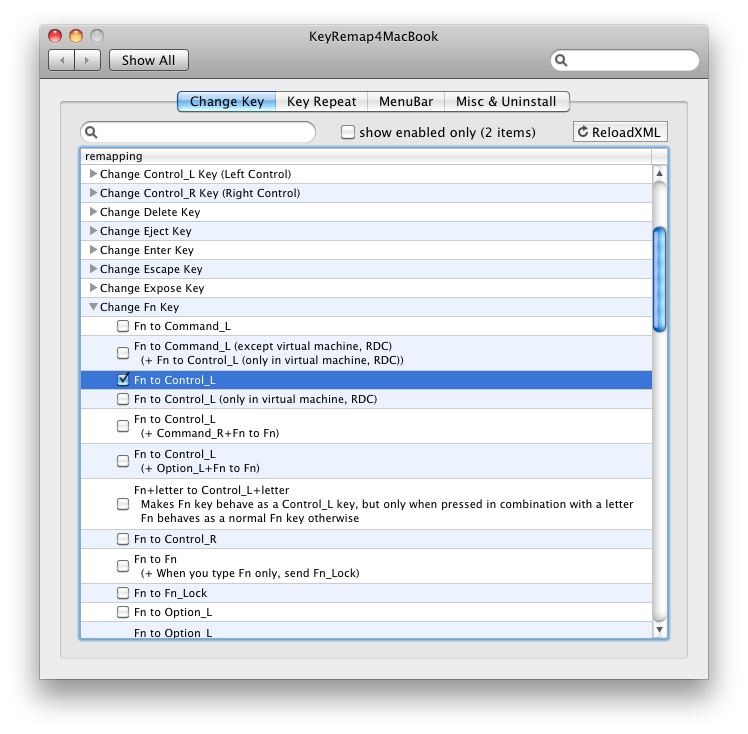 KeyRemap4MacBook
Show All
Change Key
Key Repeat
MenuBar
Misc & Uninstall
show enabled only (2 items)
ReloadXML
remapping
Change Control_L Key (Left Control)
Change Control_R Key (Right Control)
Change Delete Key
Change Eject Key
Change Enter Key
Change Escape Key
Change Expose Key
Change Fn Key
Fn to Command_L
Fn to Command_L (except virtual machine, RDC)
(+ Fn to Control_L (only in virtual machine, RDC))
Fn to Control_L
Fn to Control_L (only in virtual machine, RDC)
Fn to Control_L
(+ Command_R+Fn to Fn)
Fn to Control_L
(+ Option_L+Fn to Fn)
Fn+letter to Control_L+letter
Makes Fn key behave as a Control_L key, but only when pressed in combination with a letter
Fn behaves as a normal Fn key otherwise
Fn to Control_R
Fn to Fn
(+ When you type Fn only, send Fn_Lock)
Fn to Fn_Lock
Fn to Option_L
Fn to Option_L